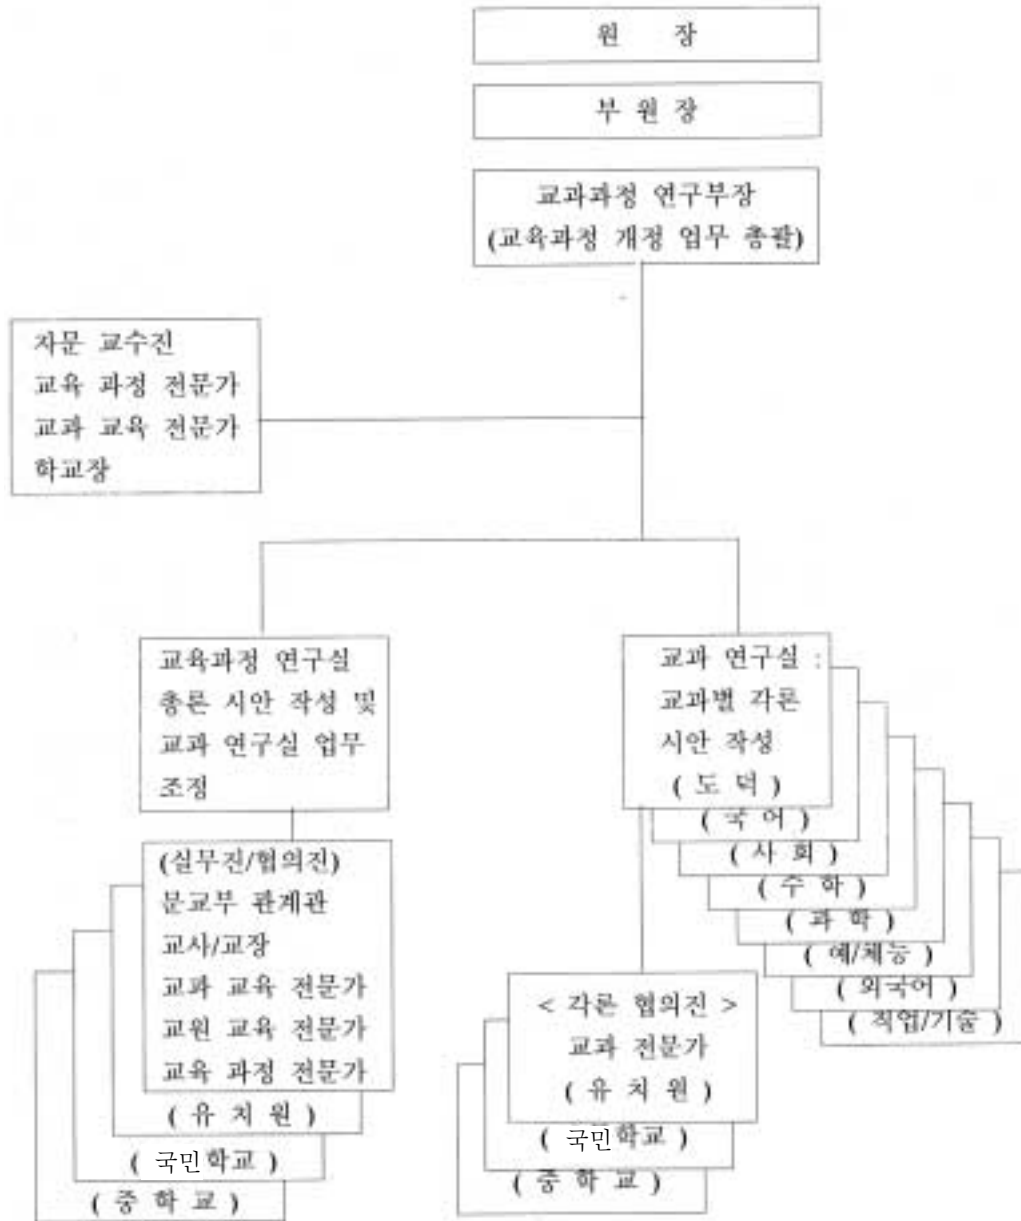 원 장
부 원 장
교과과정 연구부장
(교육과정 개정 업무 총괄)
자문 교수진
교육 과정 전문가
교과 교육 전문가
학교장
교육과정 연구실
총론 시안 작성 및
교과 연구실 업무
조정
(실무진/협의진)
문교부 관계관
교사/교장
교과 교육 전문가
교원 교육 전문가
교육 과정 전문가
( 유 치 원 )
( 국민학교 )
( 중 학 교 )
교과 연구실 :
교과별 각론
시안 작성
( 도 덕 )
( 국 어 )
( 사 회 )
( 수 학 )
( 과 학 )
( 예/체능 )
( 외국어 )
( 직업/기술 )
< 각론 협의진 >
교과 전문가
( 유 치 원 )
( 국민학교 )
( 중 학 교 )